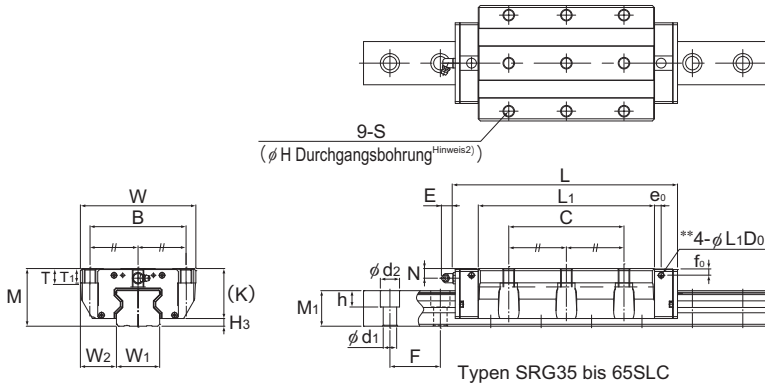 9-S
(φH Durchgangsbohrung Hinweis2))
W
B
T
T1
M
(K)
H3
W2
W1
L
L1
C
E
e0
**4-φL1D0
f0
N
φd2
h
M1
φd1
F
Typen SRG35 bis 65SLC